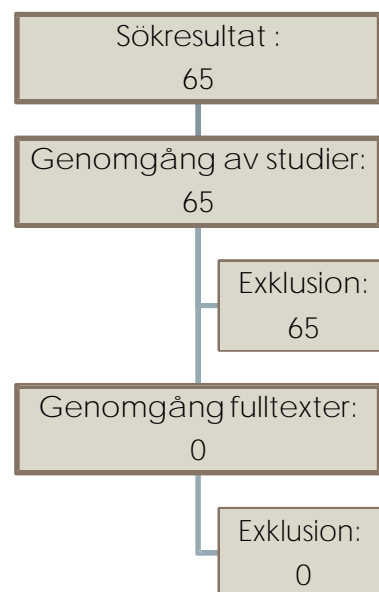 Sökresultat :
65
Genomgång av studier:
65
Exklusion:
65
Genomgång fulltexter:
0
Exklusion:
0